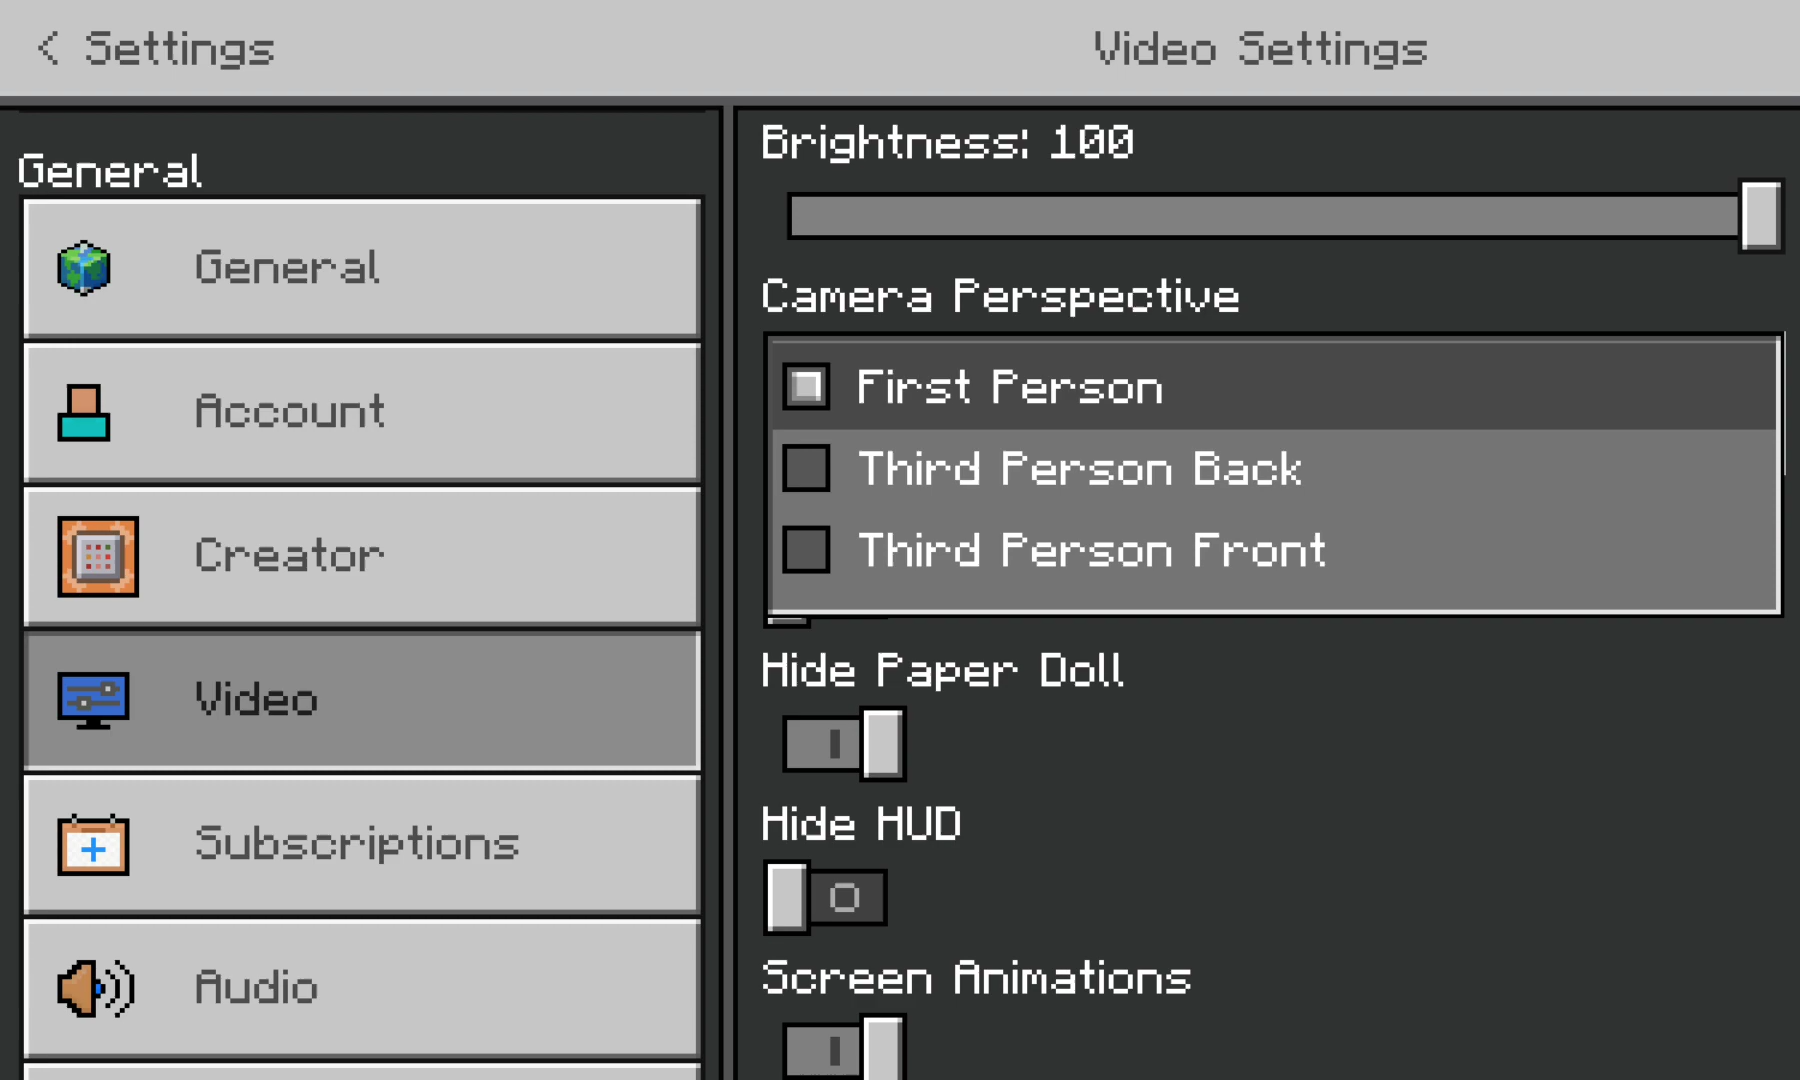 < Settings
Video Settings
General
General
Account
Creator
Video
Subscriptions
Audio
Brightness: 100
Camera Perspective
First Person
Third Person Back
Third Person Front
Hide Paper Doll
Hide HUD
Screen Animations